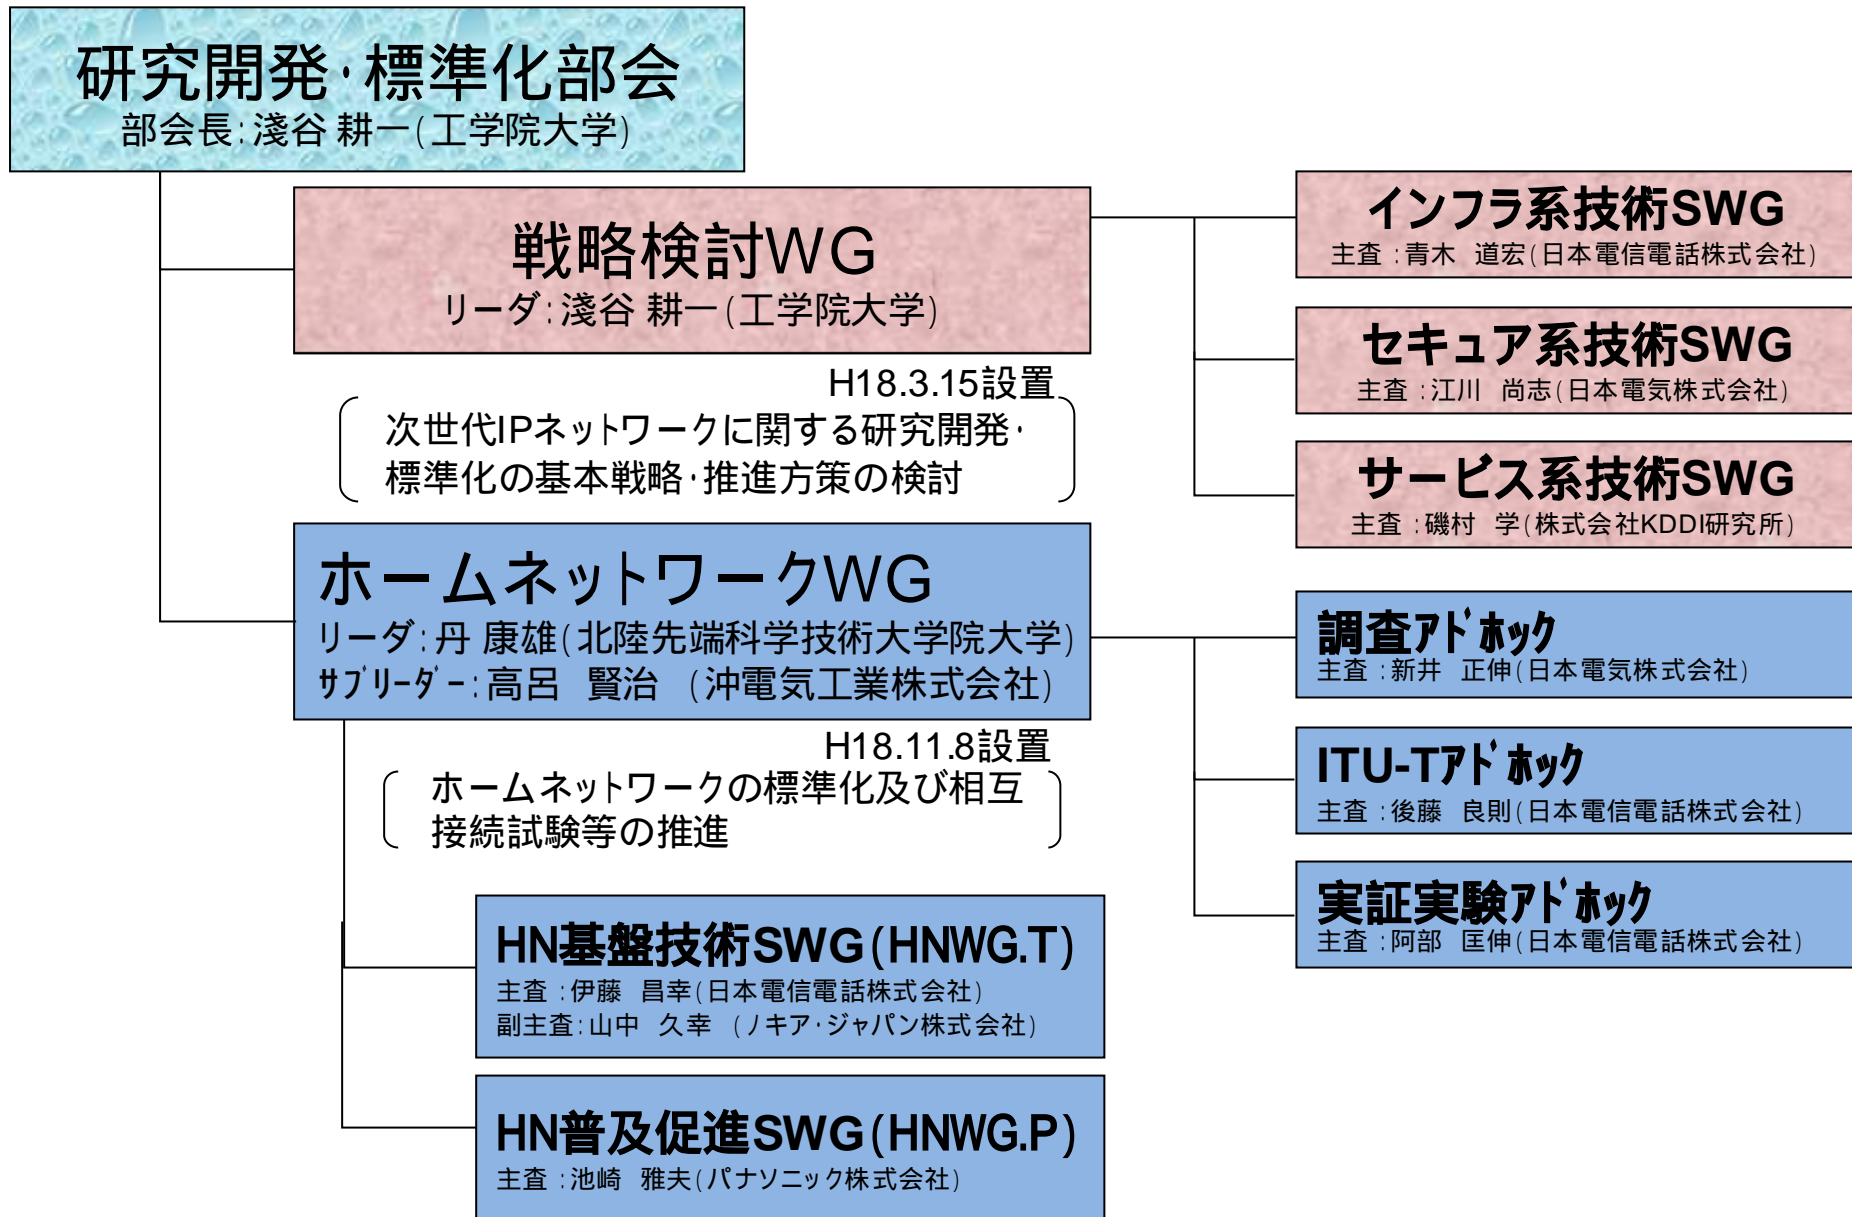 研究開発・標準化部会
部会長:淺谷 耕一(工学院大学)
戦略検討WG
リーダ:淺谷 耕一(工学院大学)
H18.3.15設置
次世代IPネットワークに関する研究開発・
標準化の基本戦略・推進方策の検討
インフラ系技術SWG
主査:青木 道宏(日本電信電話株式会社)
セキュア系技術SWG
主査:江川 尚志(日本電気株式会社)
サービス系技術SWG
主査:磯村 学(株式会社KDDI研究所)
ホームネットワークWG
リーダ:丹 康雄(北陸先端科学技術大学院大学)
サブリーダー:高呂 賢治 (沖電気工業株式会社)
H18.11.8設置
ホームネットワークの標準化及び相互
接続試験等の推進
調査アドホック
主査:新井 正伸(日本電気株式会社)
ITU-Tアドホック
主査:後藤 良則(日本電信電話株式会社)
実証実験アドホック
主査:阿部 匡伸(日本電信電話株式会社)
HN基盤技術SWG(HNWG.T)
主査:伊藤 昌幸(日本電信電話株式会社)
副主査:山中 久幸 (ノキア・ジャパン株式会社)
HN普及促進SWG(HNWG.P)
主査:池崎 雅夫(パナソニック株式会社)